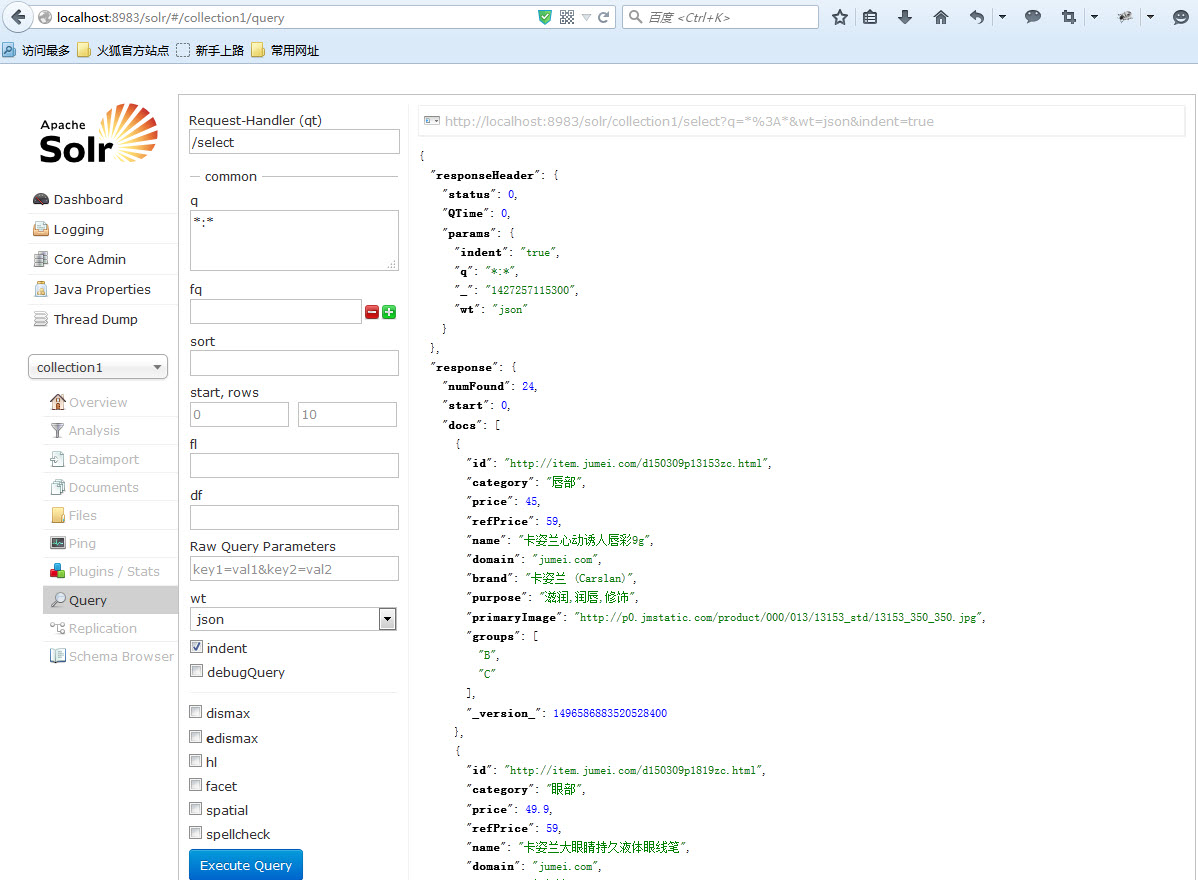 localhost:8983/solr/#/collection1/query
百度 <Ctrl+K>
访问最多 火狐官方站点 新手上路 常用网址
Apache
Solr
Dashboard
Logging
Core Admin
Java Properties
Thread Dump
collection1
Overview
Analysis
Dataimport
Documents
Files
Ping
Plugins / Stats
Query
Replication
Schema Browser
Request-Handler (qt)
/select
common
q
*:*
fq
sort
start, rows
0 10
fl
df
Raw Query Parameters
key1=val1&key2=val2
wt
json
indent
debugQuery
dismax
edismax
hl
facet
spatial
spellcheck
Execute Query
http://localhost:8983/solr/collection1/select?q=*%3A*&wt=json&indent=true
{
"responseHeader": {
"status": 0,
"QTime": 0,
"params": {
"indent": "true",
"q": "*:*",
"_": "1427257115300",
"wt": "json"
}
},
"response": {
"numFound": 24,
"start": 0,
"docs": [
{
"id": "http://item.jumei.com/d150309p13153zc.html",
"category": "唇部",
"price": 45,
"refPrice": 59,
"name": "卡姿兰心动诱人唇彩9g",
"domain": "jumei.com",
"brand": "卡姿兰 (Carslan)",
"purpose": "滋润,润唇,修饰",
"primaryImage": "http://p0.jmstatic.com/product/000/013/13153_std/13153_350_350.jpg",
"groups": [
"B",
"C"
],
"_version_": 1496586883520528400
},
{
"id": "http://item.jumei.com/d150309p1819zc.html",
"category": "眼部",
"price": 49.9,
"refPrice": 59,
"name": "卡姿兰大眼睛持久液体眼线笔",
"domain": "jumei.com",